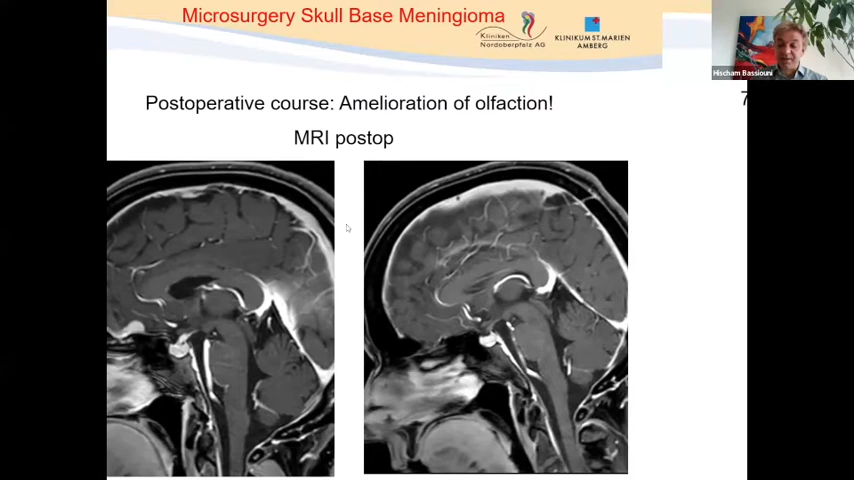 Microsurgery Skull Base Meningioma
Kliniken
Nordoberpfalz AG
KLINIKUM ST. MARIEN
AMBERG
Hischam Bassiouni
Postoperative course: Amelioration of olfaction!
7
MRI postop